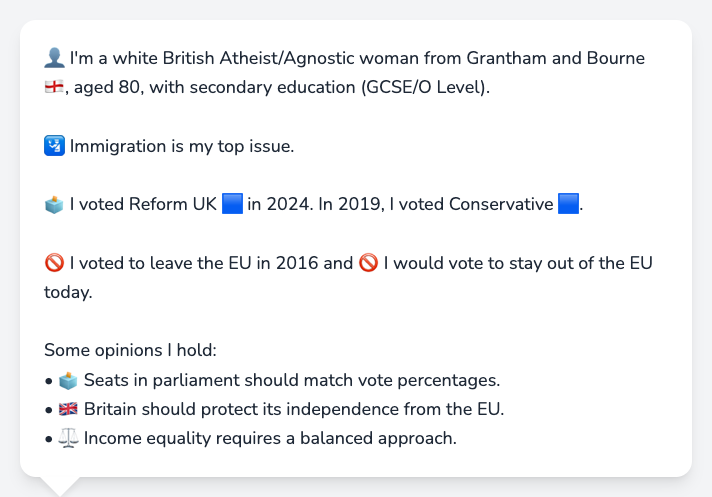 👤 I'm a white British Atheist/Agnostic woman from Grantham and Bourne
🏴󠁧󠁢󠁥󠁮󠁧󠁿, aged 80, with secondary education (GCSE/O Level).
🛂 Immigration is my top issue.
🗳️ I voted Reform UK 🟦 in 2024. In 2019, I voted Conservative 🟦.
🚫 I voted to leave the EU in 2016 and 🚫 I would vote to stay out of the EU
today.
Some opinions I hold:
• 🗳️ Seats in parliament should match vote percentages.
• 🇬🇧 Britain should protect its independence from the EU.
• ⚖️ Income equality requires a balanced approach.